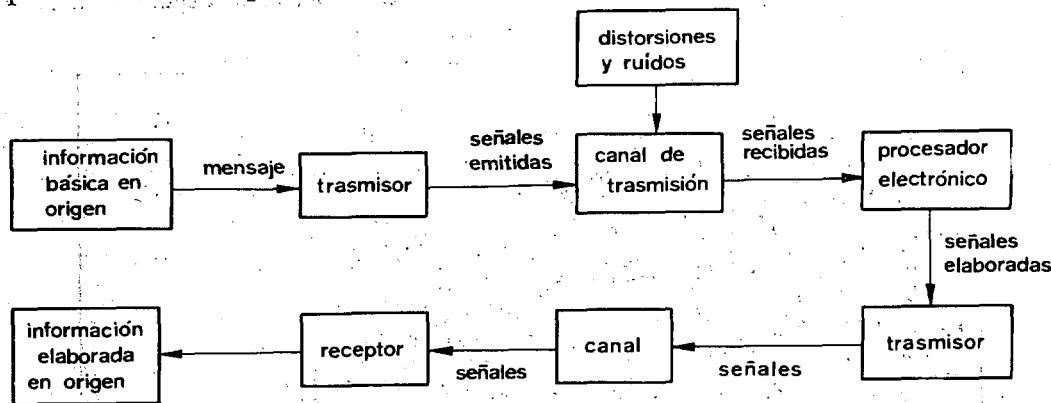 distorsiones
y ruídos
información
básica en
origen
mensaje
trasmisor
señales
emitidas
canal de
trasmisión
señales
recibidas
procesador
electrónico
señales
elaboradas
trasmisor
señales
canal
señales
receptor
información
elaborada
en origen